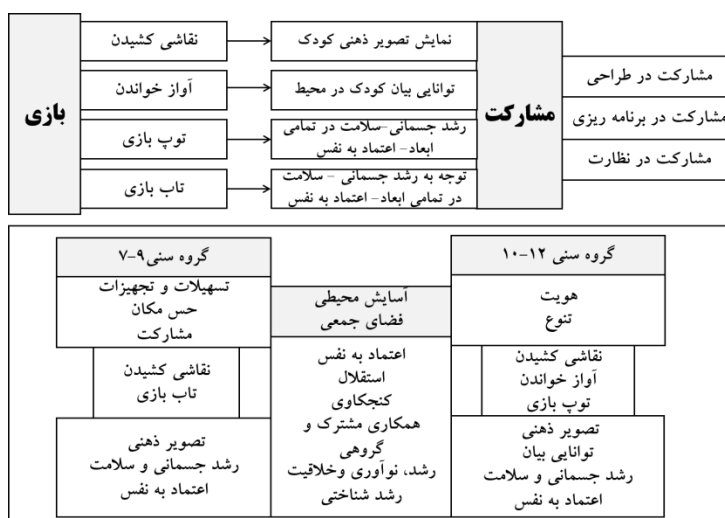 بازی
نقاشی کشیدن
نمایش تصویر ذهنی کودک
آواز خواندن
توانایی بیان کودک در محیط
توپ بازی
رشد جسمانی-سلامت در تمامی
ابعاد- اعتماد به نفس
تاب بازی
توجه به رشد جسمانی - سلامت
در تمامی ابعاد- اعتماد به نفس
مشارکت
مشارکت در طراحی
مشارکت در برنامه ریزی
مشارکت در نظارت
گروه سنی ۱۲-۱۰
هویت
تنوع
نقاشی کشیدن
آواز خواندن
توپ بازی
تصویر ذهنی
توانایی بیان
رشد جسمانی و سلامت
اعتماد به نفس
آسایش محیطی
فضای جمعی
اعتماد به نفس
استقلال
کنجکاوی
همکاری مشترک و
گروهی
رشد، نوآوری وخلاقیت
رشد شناختی
گروه سنی۹-۷
تسهیلات و تجهیزات
حس مکان
مشارکت
نقاشی کشیدن
تاب بازی
تصویر ذهنی
رشد جسمانی و سلامت
اعتماد به نفس